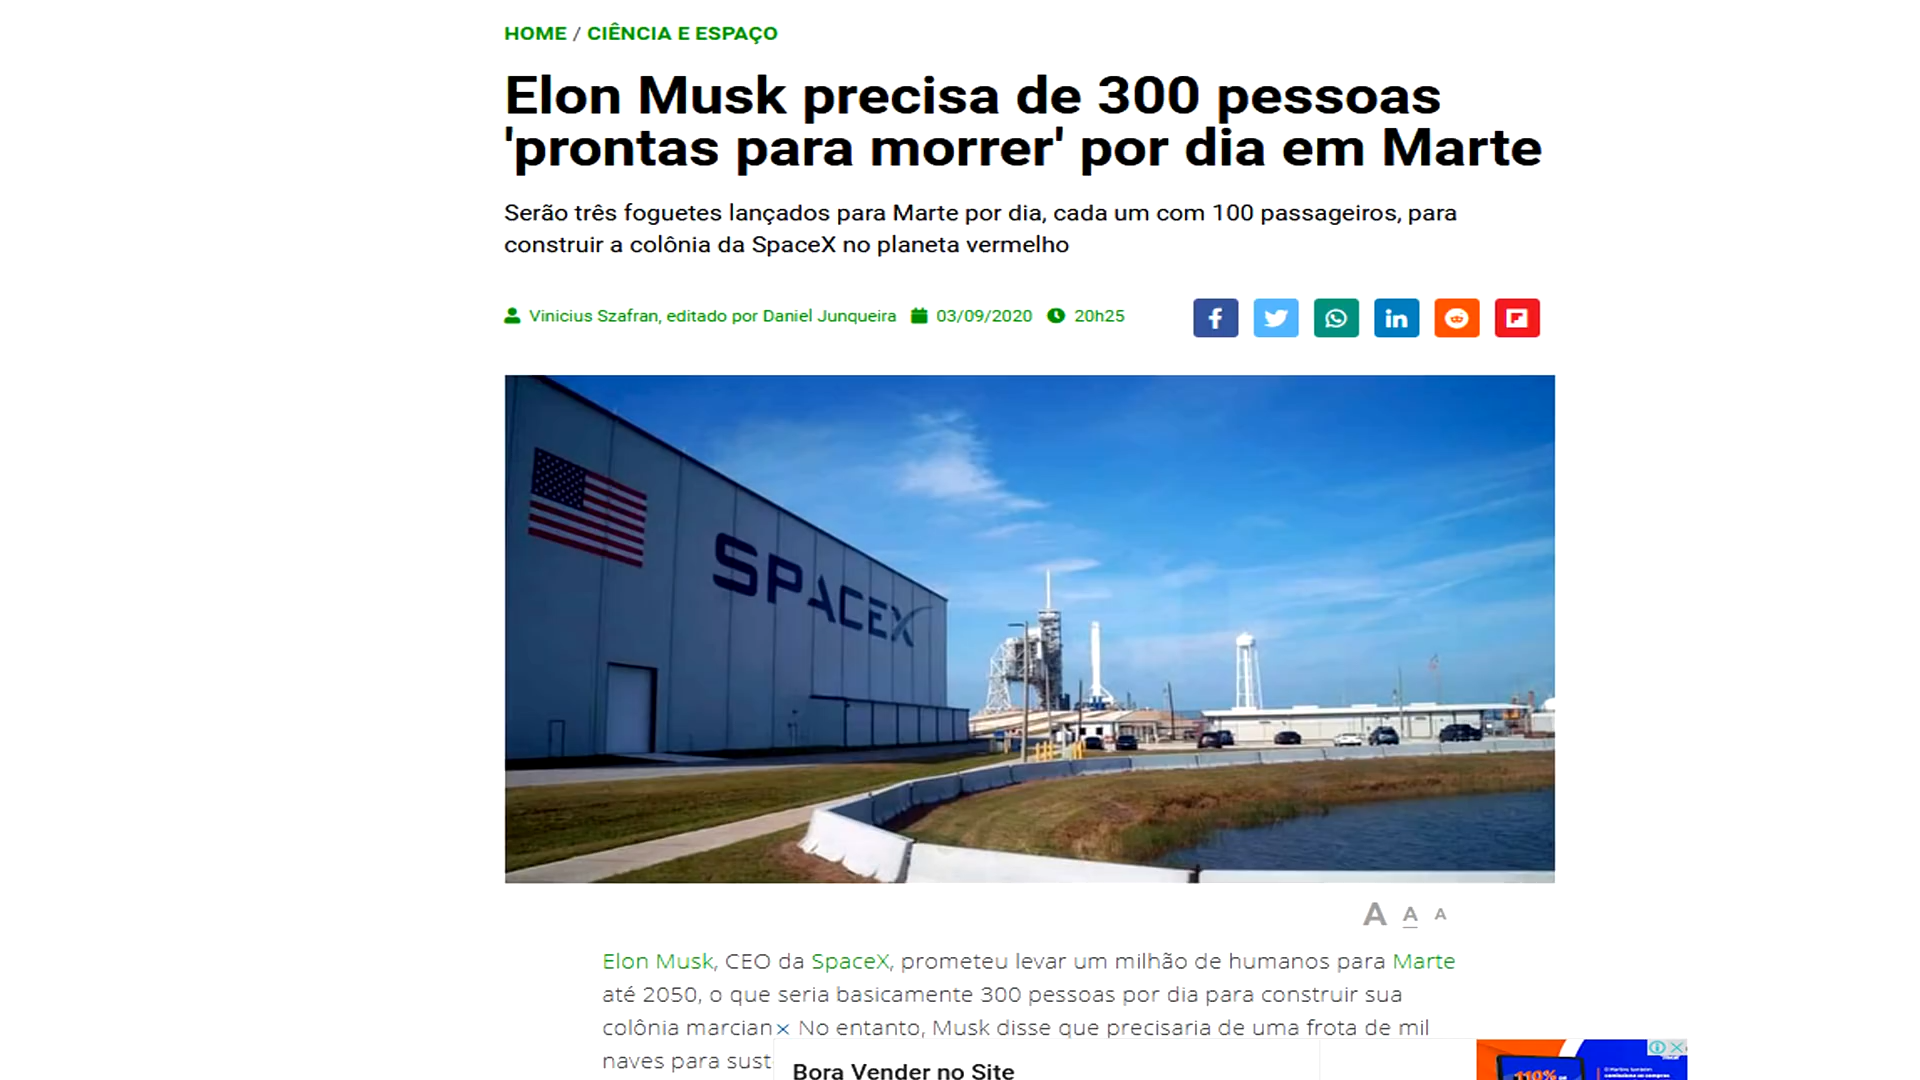 HOME / CIÊNCIA E ESPAÇO
Elon Musk precisa de 300 pessoas
'prontas para morrer' por dia em Marte
Serão três foguetes lançados para Marte por dia, cada um com 100 passageiros, para
construir a colônia da SpaceX no planeta vermelho
Vinicius Szafran, editado por Daniel Junqueira 03/09/2020 20h25
SPACEX
A A A
Elon Musk, CEO da SpaceX, prometeu levar um milhão de humanos para Marte
até 2050, o que seria basicamente 300 pessoas por dia para construir sua
colônia marcian No entanto, Musk disse que precisaria de uma frota de mil
naves para sust
Bora Vender no Site